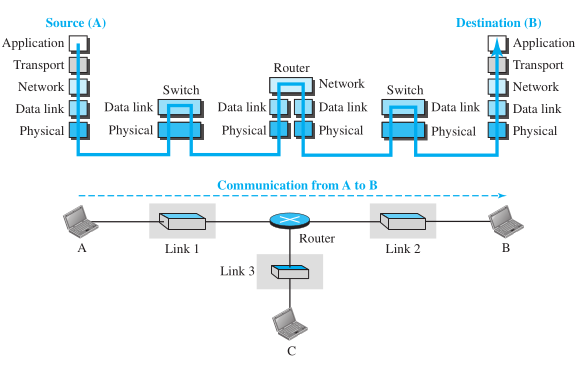 Source (A)
Destination (B)
Application
Transport
Network
Data link
Physical
Switch
Data link
Physical
Router
Network
Data link
Data link
Physical
Physical
Switch
Data link
Physical
Application
Transport
Network
Data link
Physical
Communication from A to B
A
Link 1
Router
Link 2
B
Link 3
C